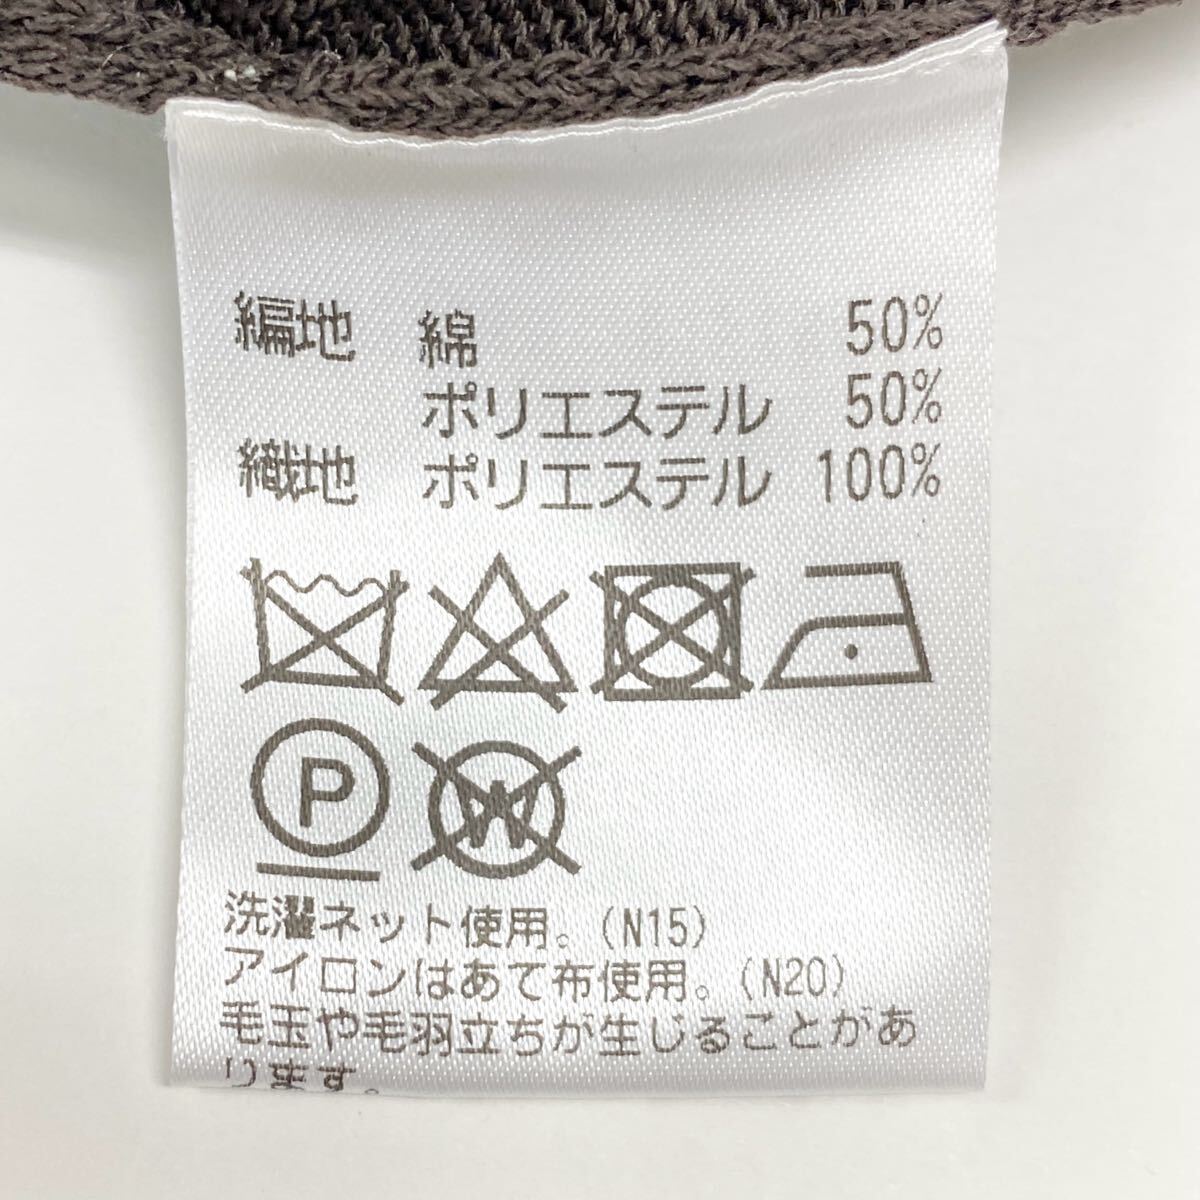 編地 綿 50%
ポリエステル 50%
織地 ポリエステル 100%
P W
洗濯ネット使用。(N15)
アイロンはあて布使用。(N20)
毛玉や毛羽立ちが生じることがあ
ります。